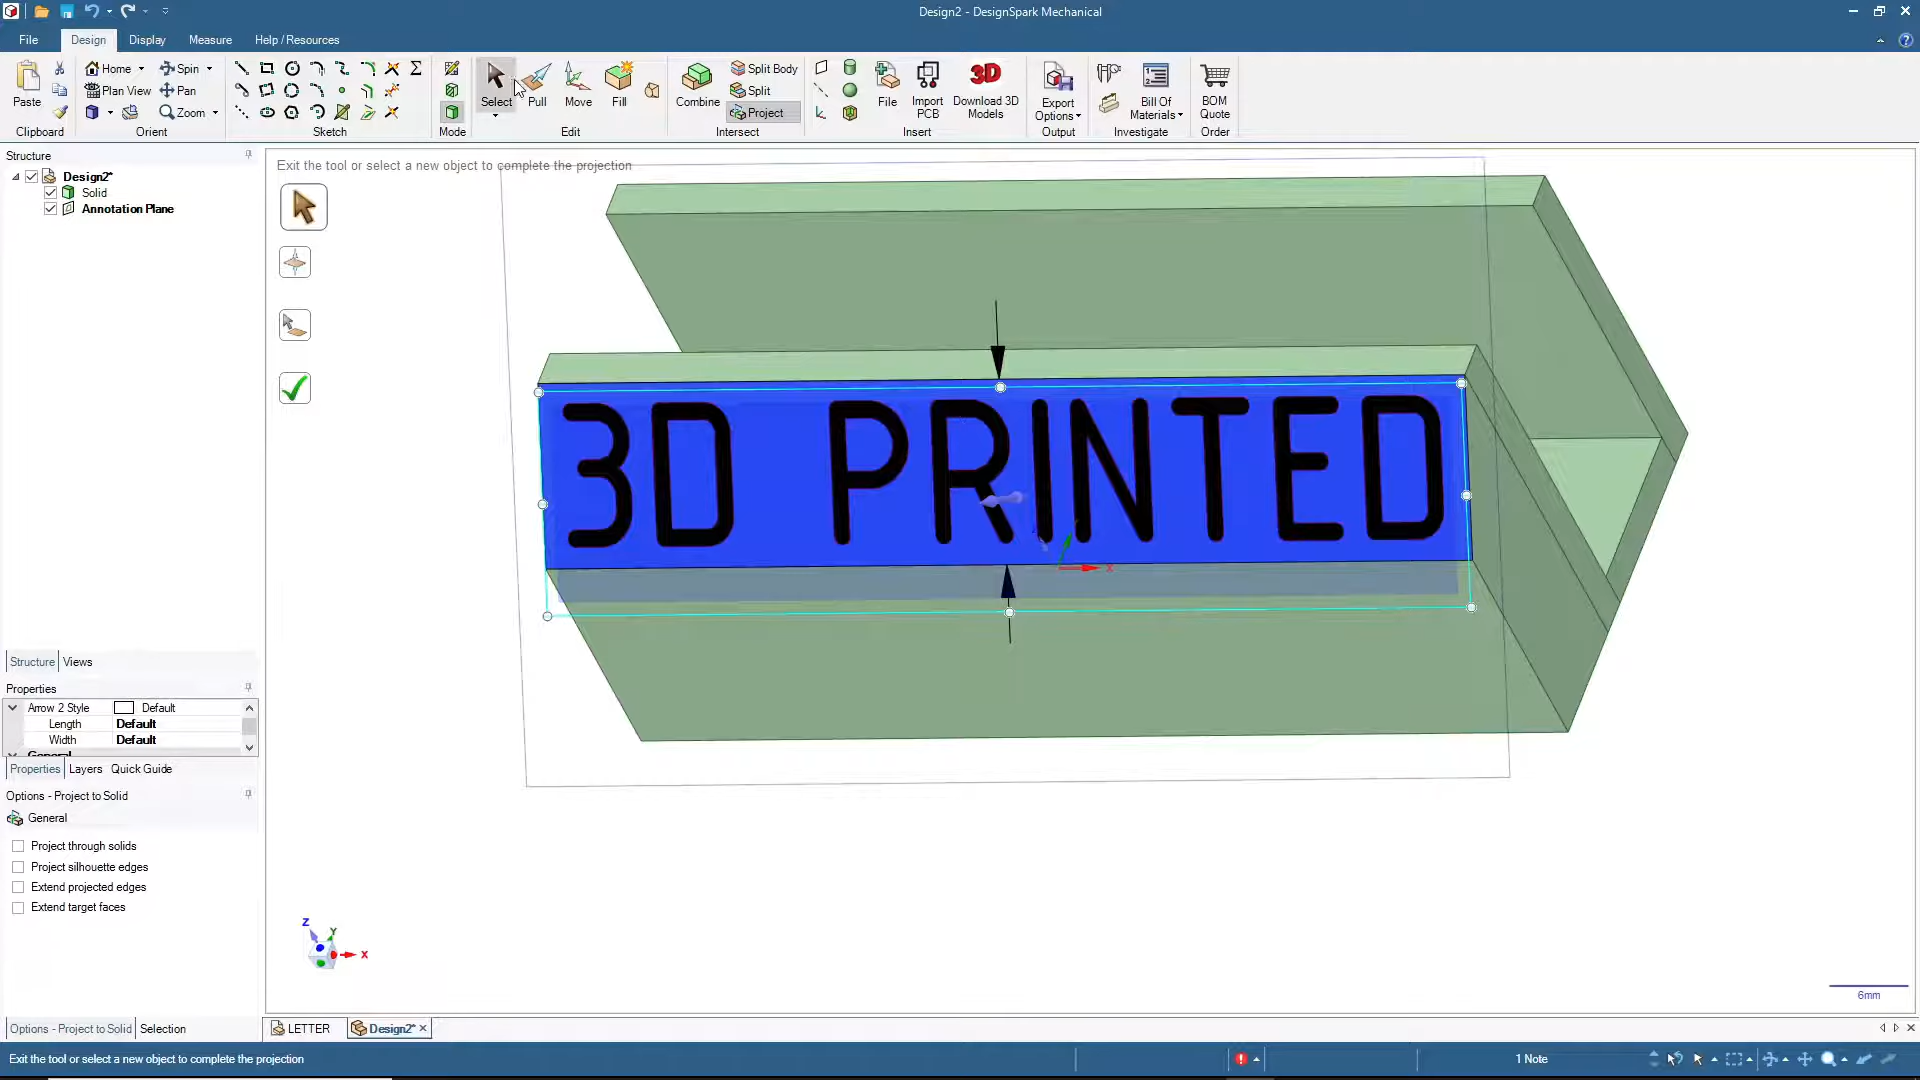 Design2 - DesignSpark Mechanical
File Design Display Measure Help / Resources
Paste
Clipboard
Home Spin
Plan View Pan
Zoom
Orient
Sketch
Mode
Select Pull Move Fill
Edit
Combine
Split Body
Split
Project
Intersect
File
Import PCB
3D
Download 3D Models
Insert
Export Options
Output
Bill Of Materials
Investigate
BOM Quote
Order
Structure
Design2*
Solid
Annotation Plane
Exit the tool or select a new object to complete the projection
3D PRINTED
X
Structure Views
Properties
Arrow 2 Style Default
Length Default
Width Default
General
Properties Layers Quick Guide
Options - Project to Solid
General
Project through solids
Project silhouette edges
Extend projected edges
Extend target faces
Z
Y
X
6mm
Options - Project to Solid Selection
LETTER Design2*
Exit the tool or select a new object to complete the projection
1 Note